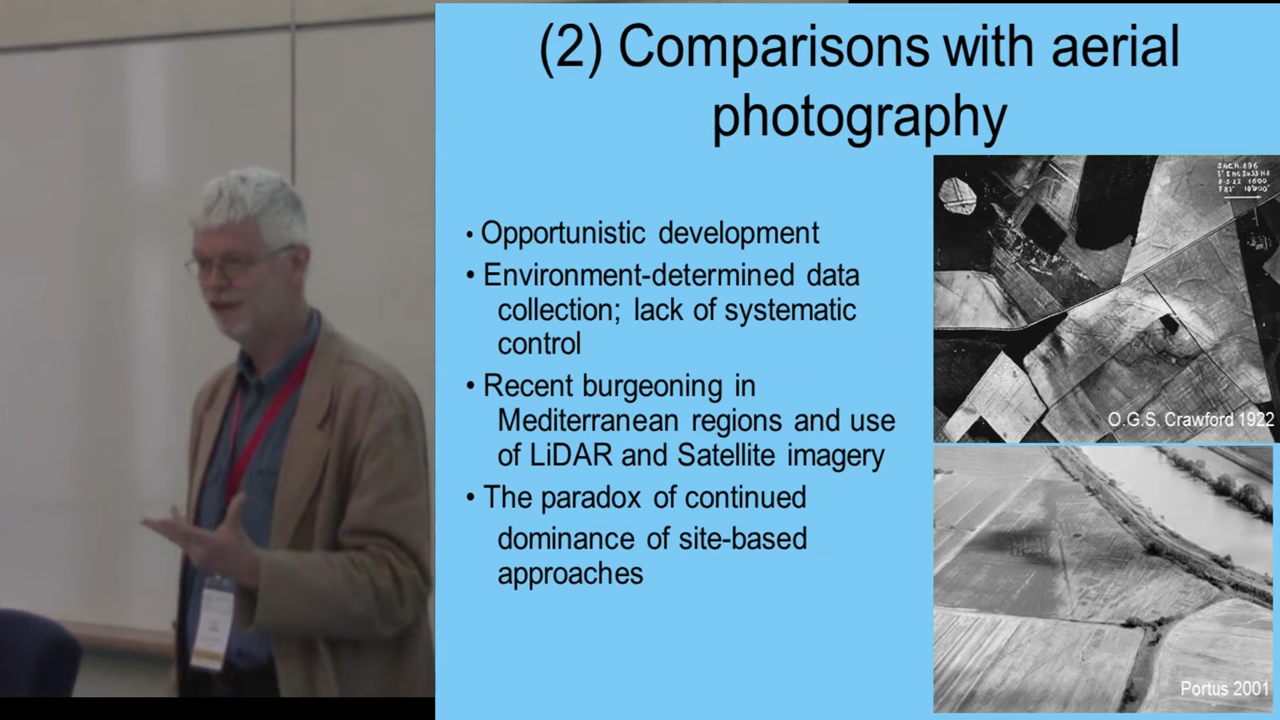 (2) Comparisons with aerial
photography
• Opportunistic development
• Environment-determined data
collection; lack of systematic
control
• Recent burgeoning in
Mediterranean regions and use
of LiDAR and Satellite imagery
• The paradox of continued
dominance of site-based
approaches
O.G.S. Crawford 1922
Portus 2001